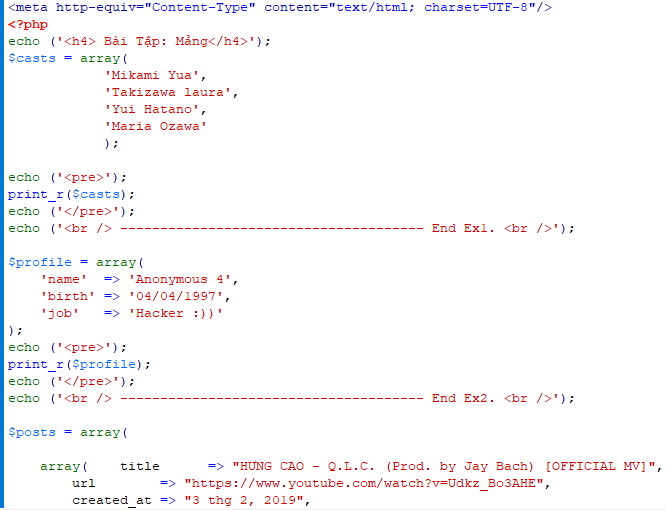 <meta http-equiv="Content-Type" content="text/html; charset=UTF-8"/>
<?php
echo ('<h4> Bài Tập: Mảng</h4>');
$casts = array(
'Mikami Yua',
'Takizawa laura',
'Yui Hatano',
'Maria Ozawa'
);
echo ('<pre>');
print_r($casts);
echo ('</pre>');
echo ('<br /> -------------------------------------- End Ex1. <br />');
$profile = array(
'name' => 'Anonymous 4',
'birth' => '04/04/1997',
'job' => 'Hacker :))'
);
echo ('<pre>');
print_r($profile);
echo ('</pre>');
echo ('<br /> -------------------------------------- End Ex2. <br />');
$posts = array(
array( title => "HƯNG CAO - Q.L.C. (Prod. by Jay Bach) [OFFICIAL MV]",
url => "https://www.youtube.com/watch?v=Udkz_Bo3AHE",
created_at => "3 thg 2, 2019",